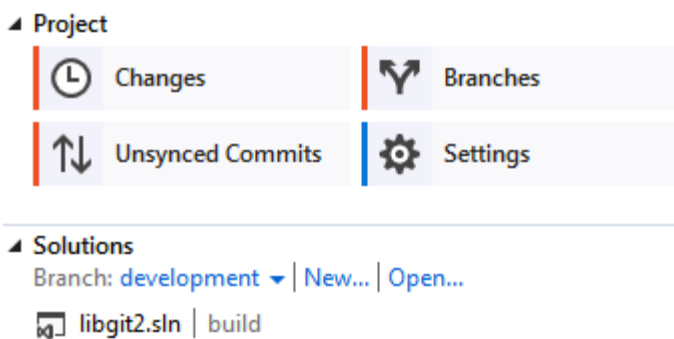 Project
Changes
Branches
Unsynced Commits
Settings
Solutions
Branch: development | New... | Open...
libgit2.sln | build